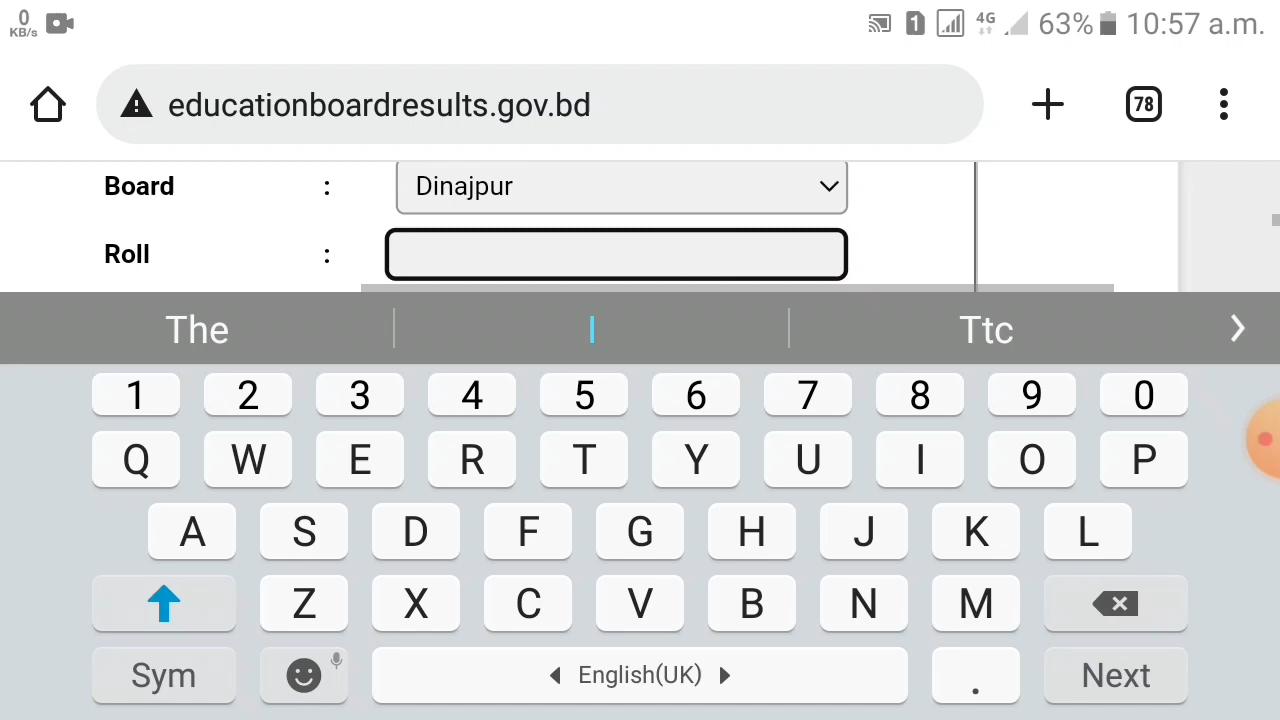 0
KB/s
1 4G 63% 10:57 a.m.
educationboardresults.gov.bd
78
Board : Dinajpur
Roll :
The I Ttc
1 2 3 4 5 6 7 8 9 0
Q W E R T Y U I O P
A S D F G H J K L
Z X C V B N M
Sym English(UK) . Next